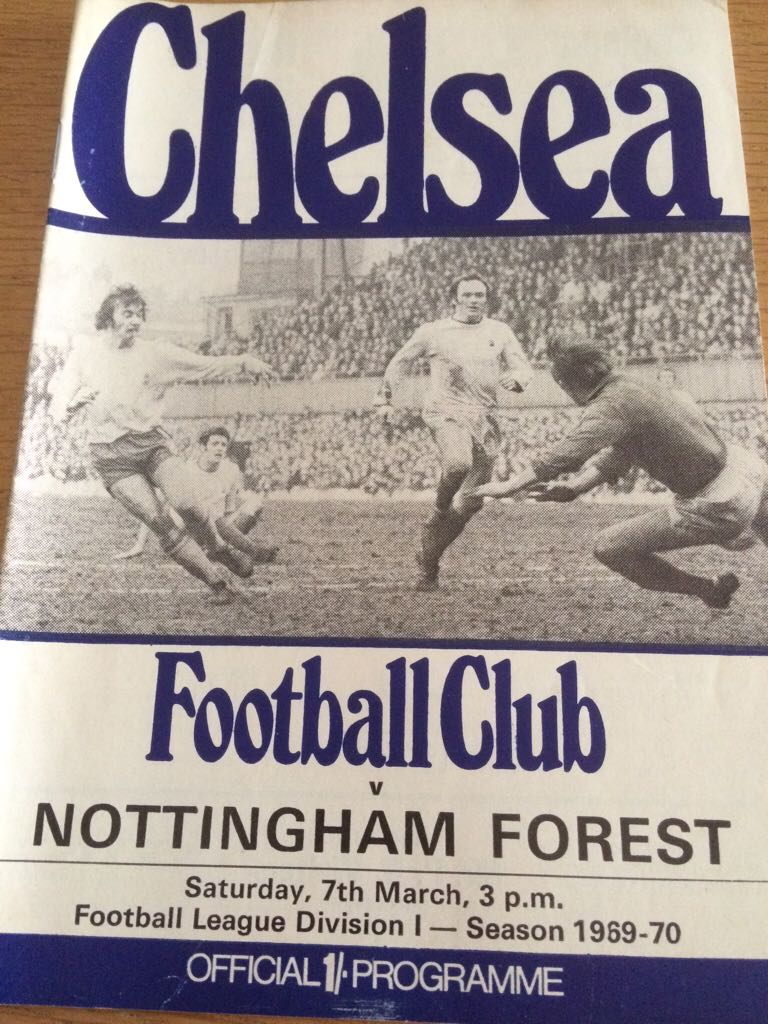 Chelsea
Football Club
v
NOTTINGHAM FOREST
Saturday, 7th March, 3 p.m.
Football League Division I — Season 1969-70
OFFICIAL 1/- PROGRAMME